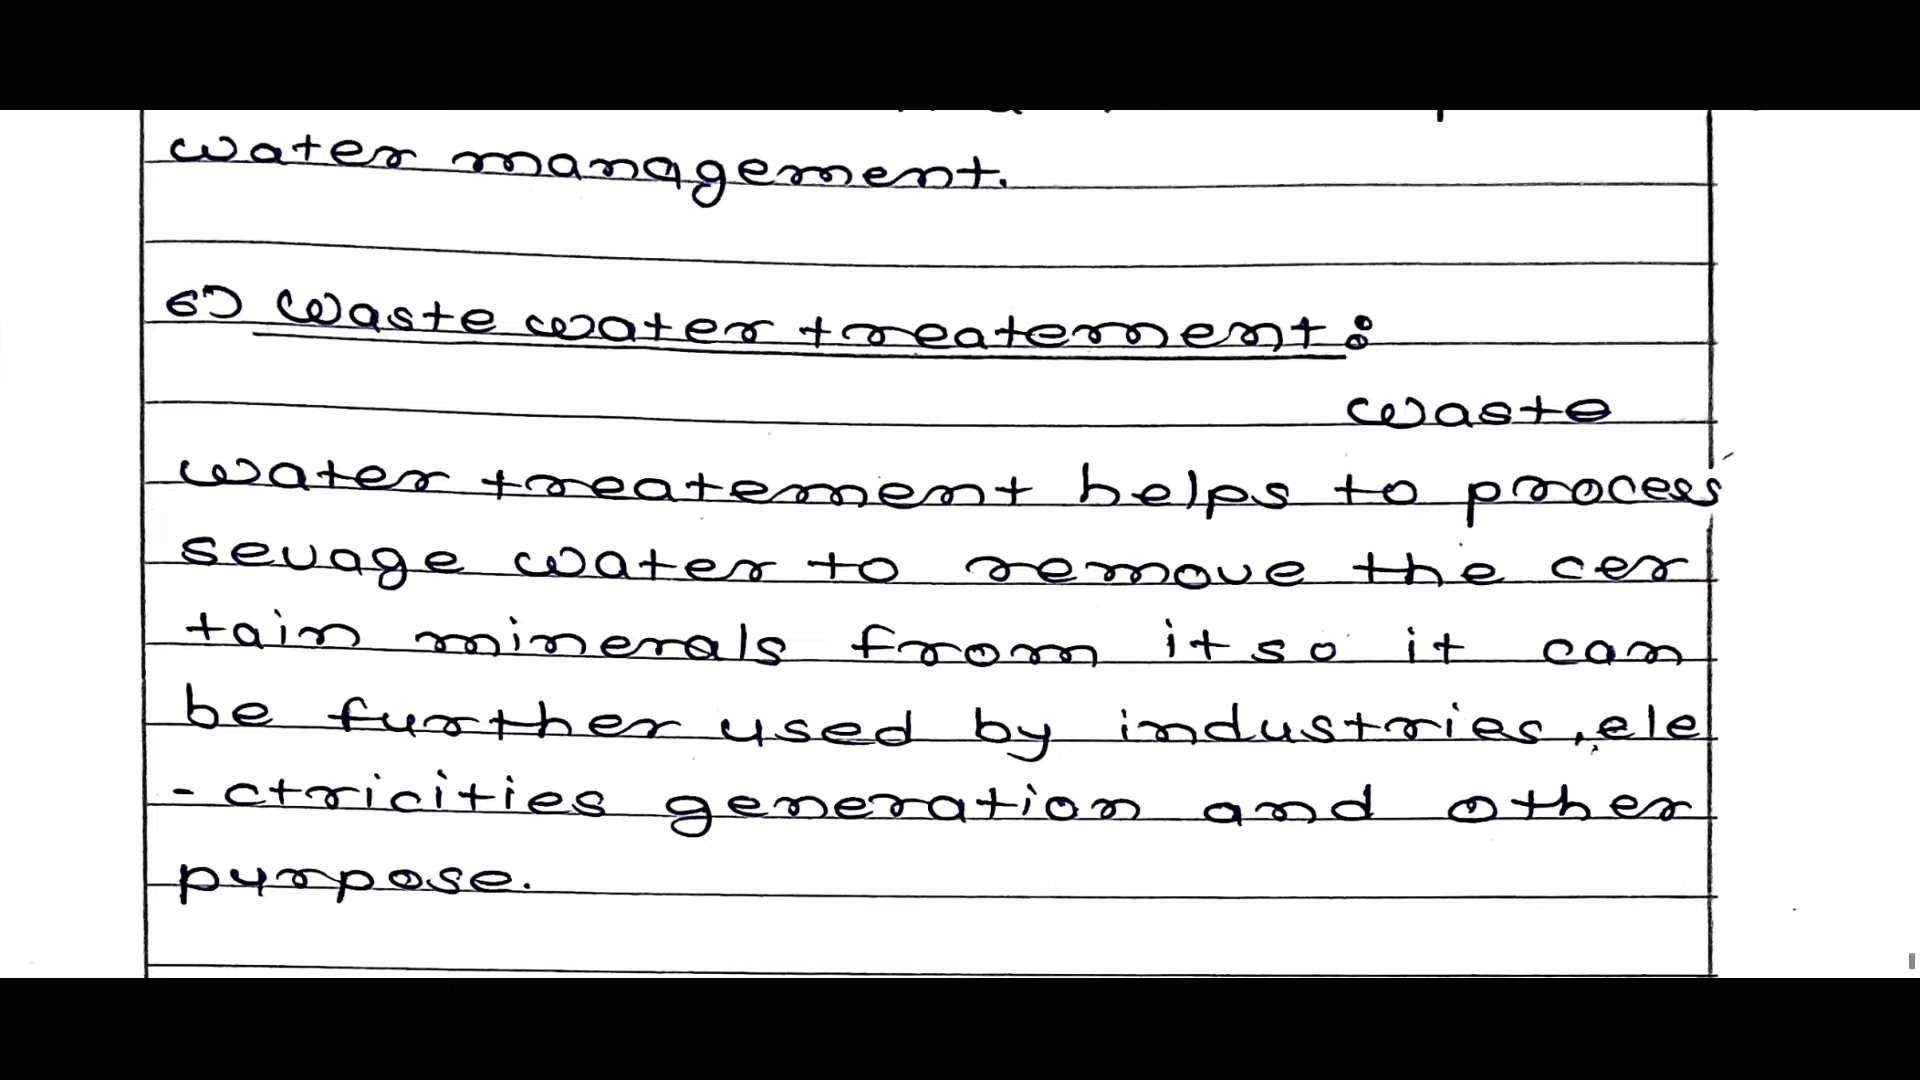 water management.
6) Waste water treatement :
waste
water treatement helps to process
sevage water to remove the cer
tain minerals from it so it can
be further used by industries, ele
- ctricities generation and other
purpose.